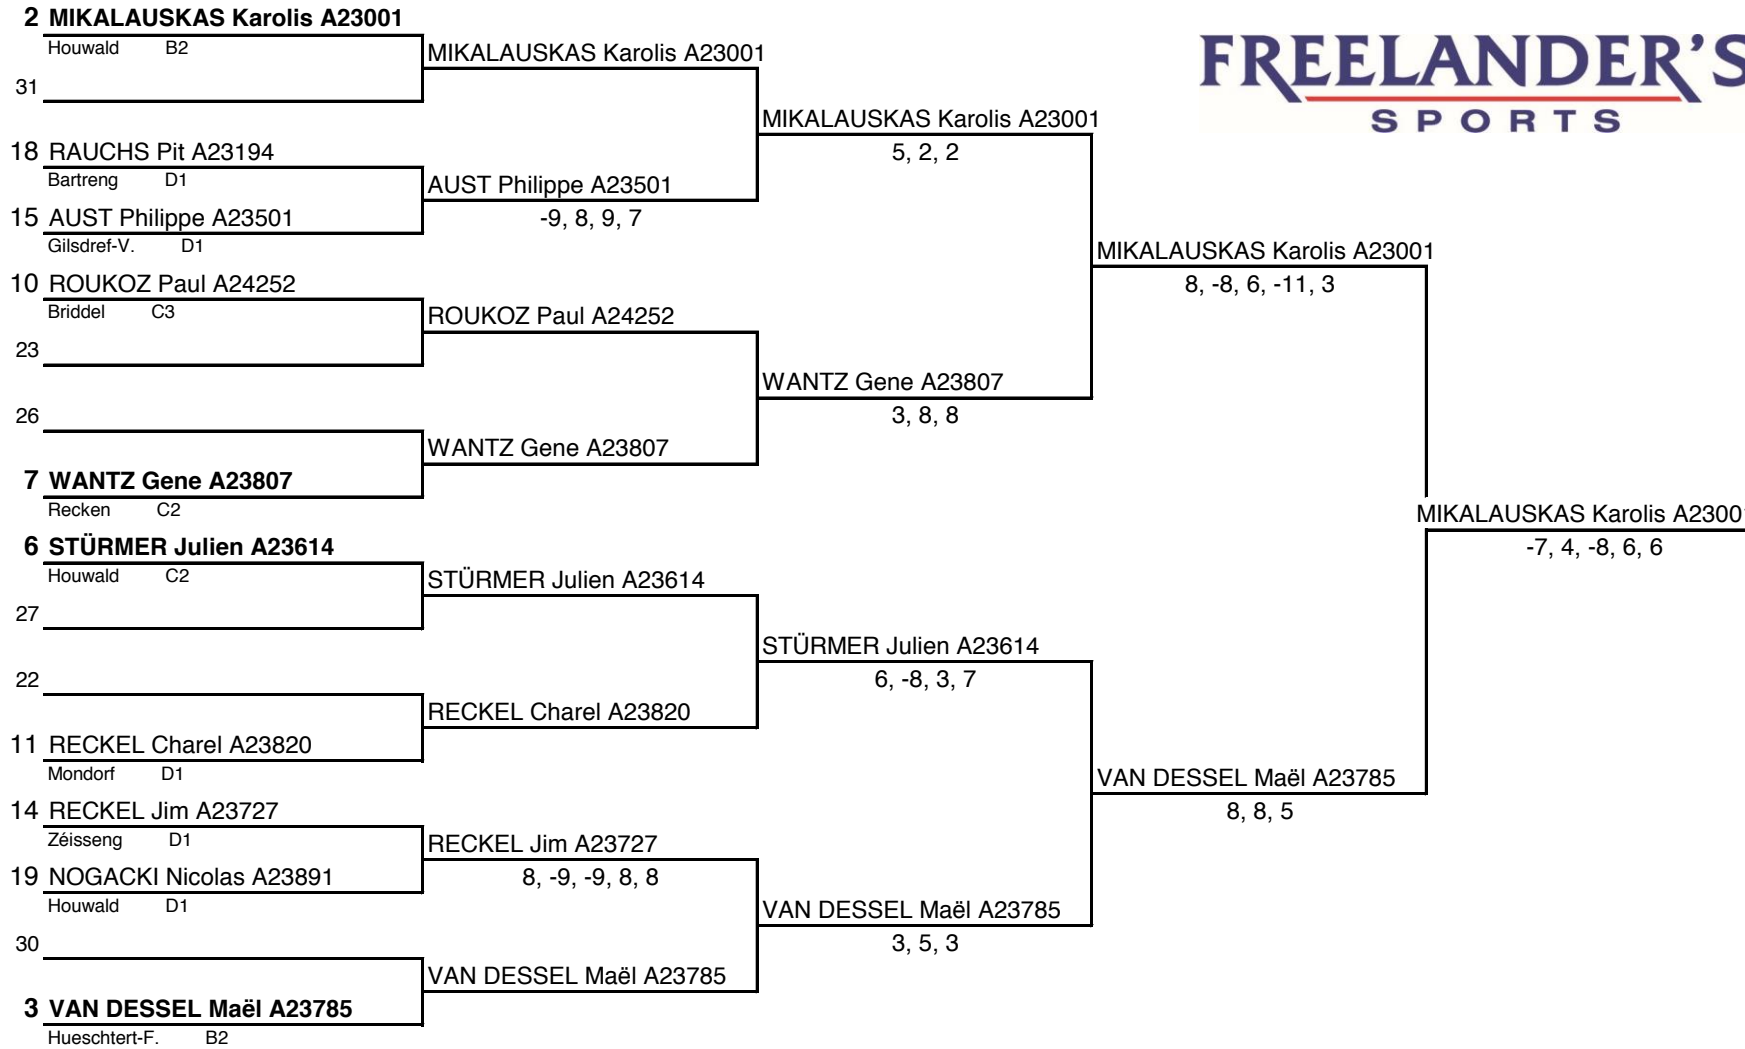 2 MIKALAUSKAS Karolis A23001
Houwald B2
MIKALAUSKAS Karolis A23001
31
FREELANDER'S
SPORTS
MIKALAUSKAS Karolis A23001
5, 2, 2
18 RAUCHS Pit A23194
Bartreng D1
AUST Philippe A23501
-9, 8, 9, 7
15 AUST Philippe A23501
Gilsdref-V. D1
MIKALAUSKAS Karolis A23001
8, -8, 6, -11, 3
10 ROUKOZ Paul A24252
Briddel C3
ROUKOZ Paul A24252
23
WANTZ Gene A23807
3, 8, 8
26
WANTZ Gene A23807
7 WANTZ Gene A23807
Recken C2
MIKALAUSKAS Karolis A2300
-7, 4, -8, 6, 6
6 STÜRMER Julien A23614
Houwald C2
STÜRMER Julien A23614
27
STÜRMER Julien A23614
6, -8, 3, 7
22
RECKEL Charel A23820
11 RECKEL Charel A23820
Mondorf D1
VAN DESSEL Maël A23785
8, 8, 5
14 RECKEL Jim A23727
Zéisseng D1
RECKEL Jim A23727
8, -9, -9, 8, 8
19 NOGACKI Nicolas A23891
Houwald D1
VAN DESSEL Maël A23785
3, 5, 3
30
VAN DESSEL Maël A23785
3 VAN DESSEL Maël A23785
Hueschtert-F. B2